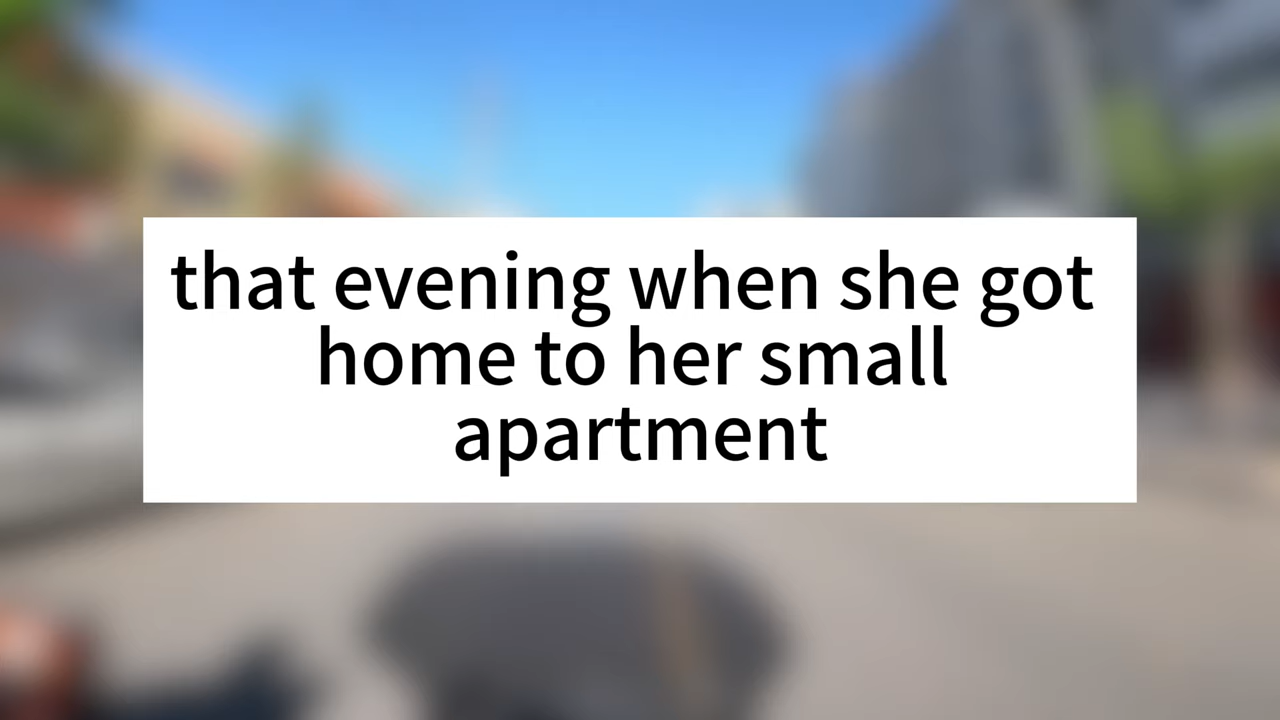 that evening when she got
home to her small
apartment